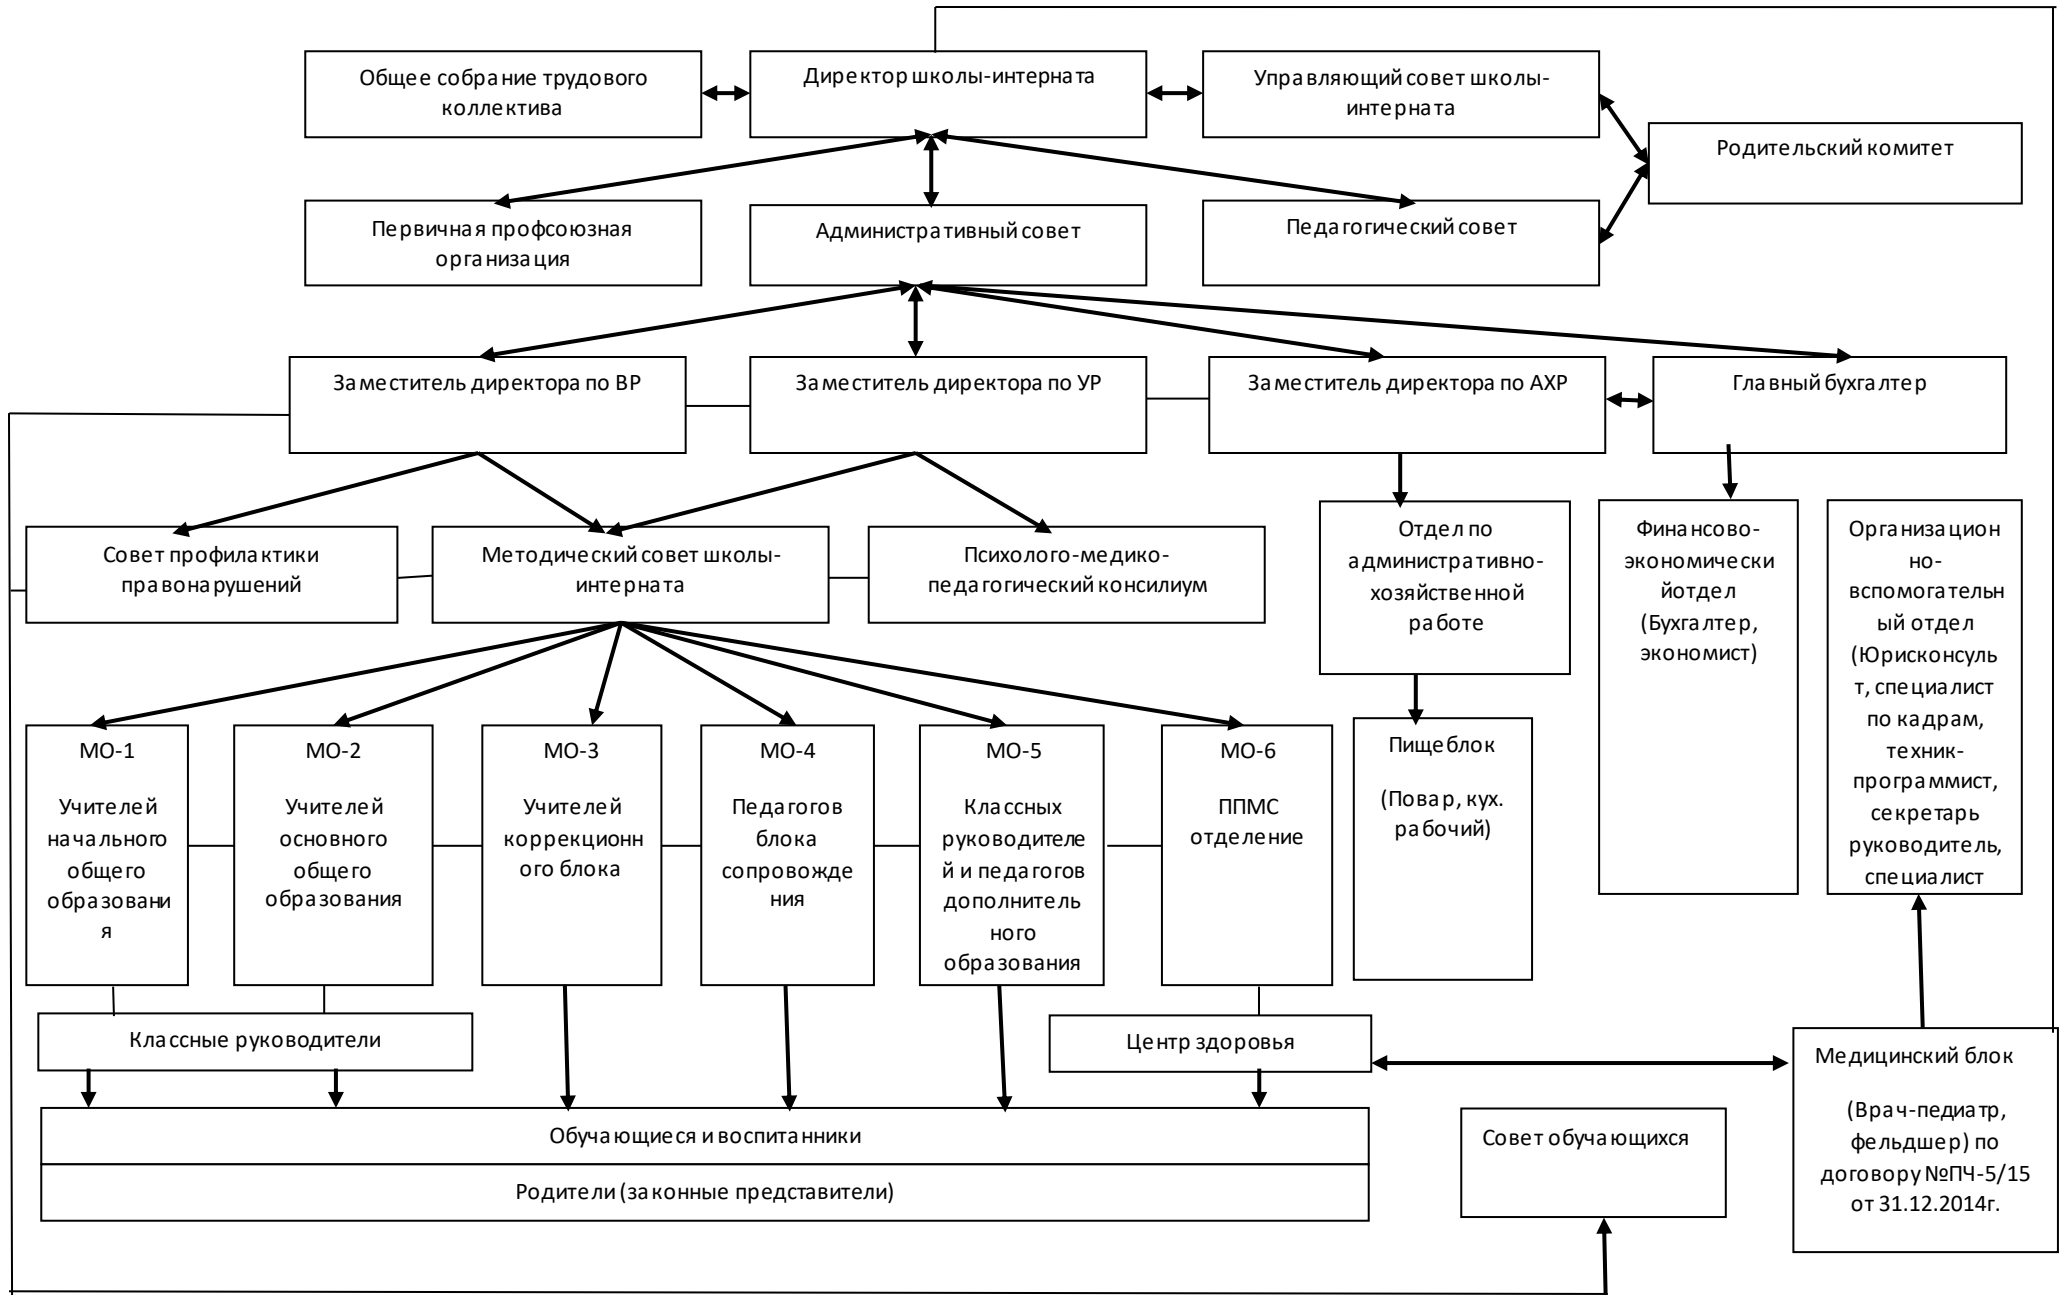 Общее собрание трудового
коллектива
Директор школы-интерната
Управляющий совет школы-
интерната
Родительский комитет
Первичная профсоюзная
организация
Административный совет
Педагогический совет
Заместитель директора по ВР
Заместитель директора по УР
Заместитель директора по АХР
Главный бухгалтер
Совет профилактики
правонарушений
Методический совет школы-
интерната
Психолого-медико-
педагогический консилиум
Отдел по
административно-
хозяйственной
работе
Финансово-
экономически
йотдел
(Бухгалтер,
экономист)
Организацион
но-
вспомогательн
ый отдел
(Юрисконсуль
т, специалист
по кадрам,
техник-
программист,
секретарь
руководитель,
специалист
МО-1
Учителей
начального
общего
образовани
я
МО-2
Учителей
основного
общего
образования
МО-3
Учителей
коррекционн
ого блока
МО-4
Педагогов
блока
сопровожде
ния
МО-5
Классных
руководителе
й и педагогов
дополнитель
ного
образования
МО-6
ППМС
отделение
Пищеблок
(Повар, кух.
рабочий)
Классные руководители
Центр здоровья
Медицинский блок
(Врач-педиатр,
фельдшер) по
договору №ПЧ-5/15
от 31.12.2014г.
Обучающиеся и воспитанники
Родители (законные представители)
Совет обучающихся